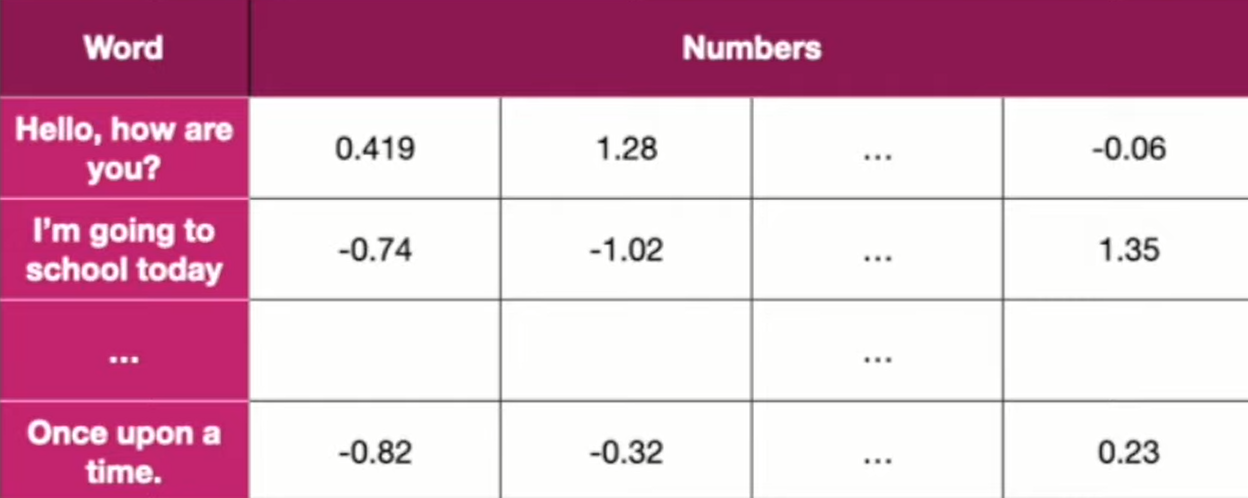 Word Numbers
Hello, how are
you? 0.419 1.28 ... -0.06
I'm going to
school today -0.74 -1.02 ... 1.35
... ...
Once upon a
time. -0.82 -0.32 ... 0.23